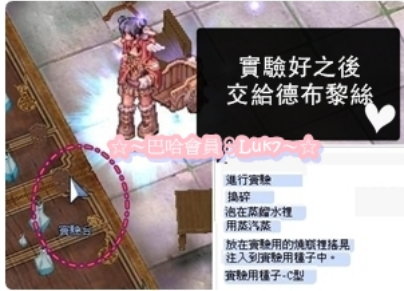 實驗好之後
交給德布黎絲
☆~巴哈會員@Luk7~☆
實驗台
進行實驗
搗碎
泡在蒸餾水裡
用蒸汽蒸
放在實驗用的燒瓶裡搖晃
注入到實驗用種子中。
實驗用種子-C型